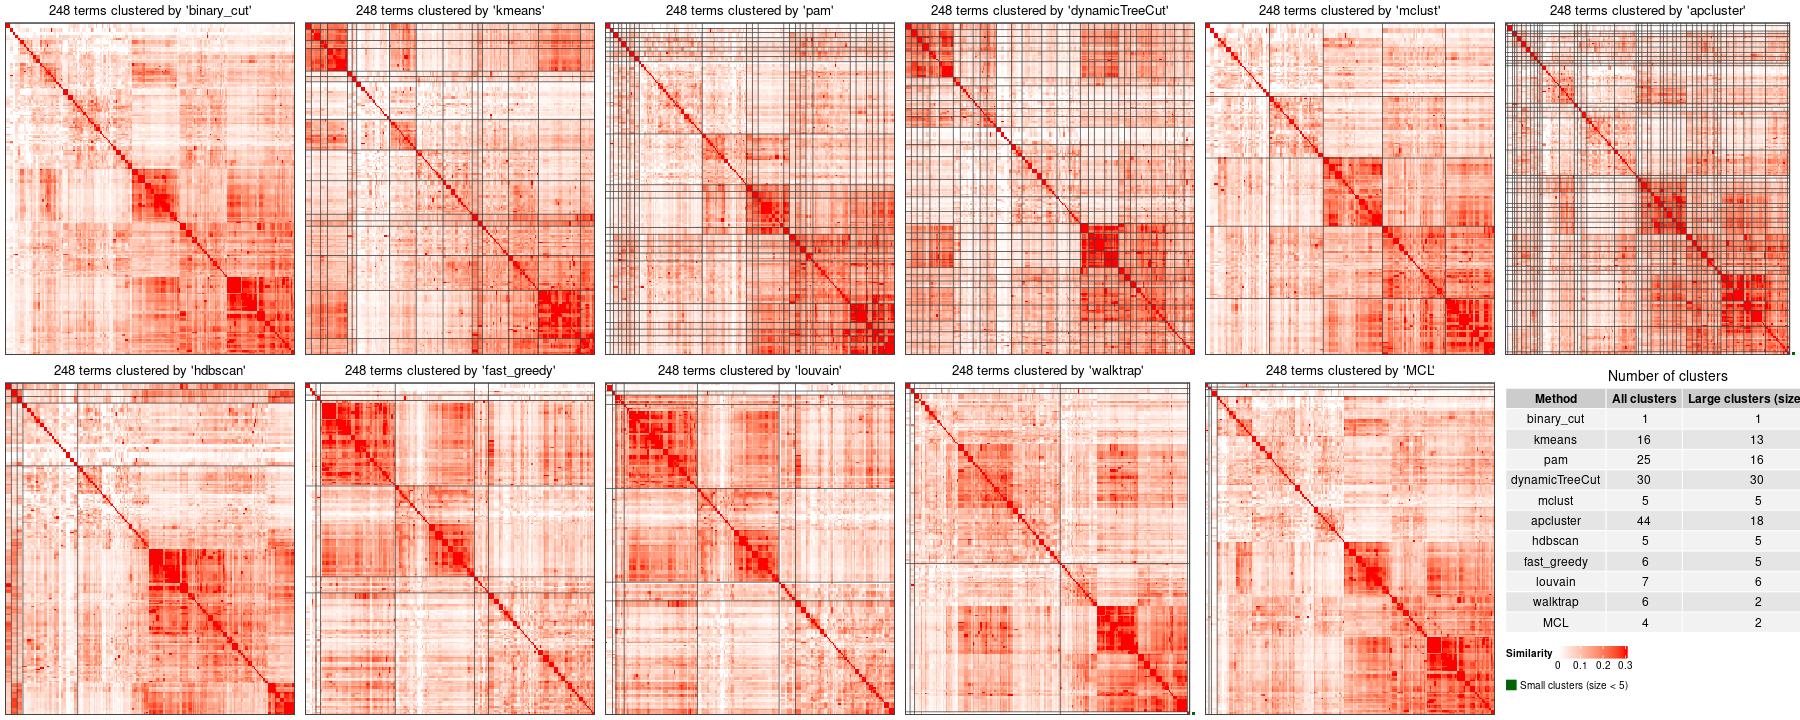 248 terms clustered by 'binary_cut'
248 terms clustered by 'kmeans'
248 terms clustered by 'pam'
248 terms clustered by 'dynamicTreeCut'
248 terms clustered by 'mclust'
248 terms clustered by 'apcluster'
248 terms clustered by 'hdbscan'
248 terms clustered by 'fast_greedy'
248 terms clustered by 'louvain'
248 terms clustered by 'walktrap'
248 terms clustered by 'MCL'
Number of clusters
Method All clusters Large clusters (size
binary_cut 1 1
kmeans 16 13
pam 25 16
dynamicTreeCut 30 30
mclust 5 5
apcluster 44 18
hdbscan 5 5
fast_greedy 6 5
louvain 7 6
walktrap 6 2
MCL 4 2
Similarity
0 0.1 0.2 0.3
Small clusters (size < 5)